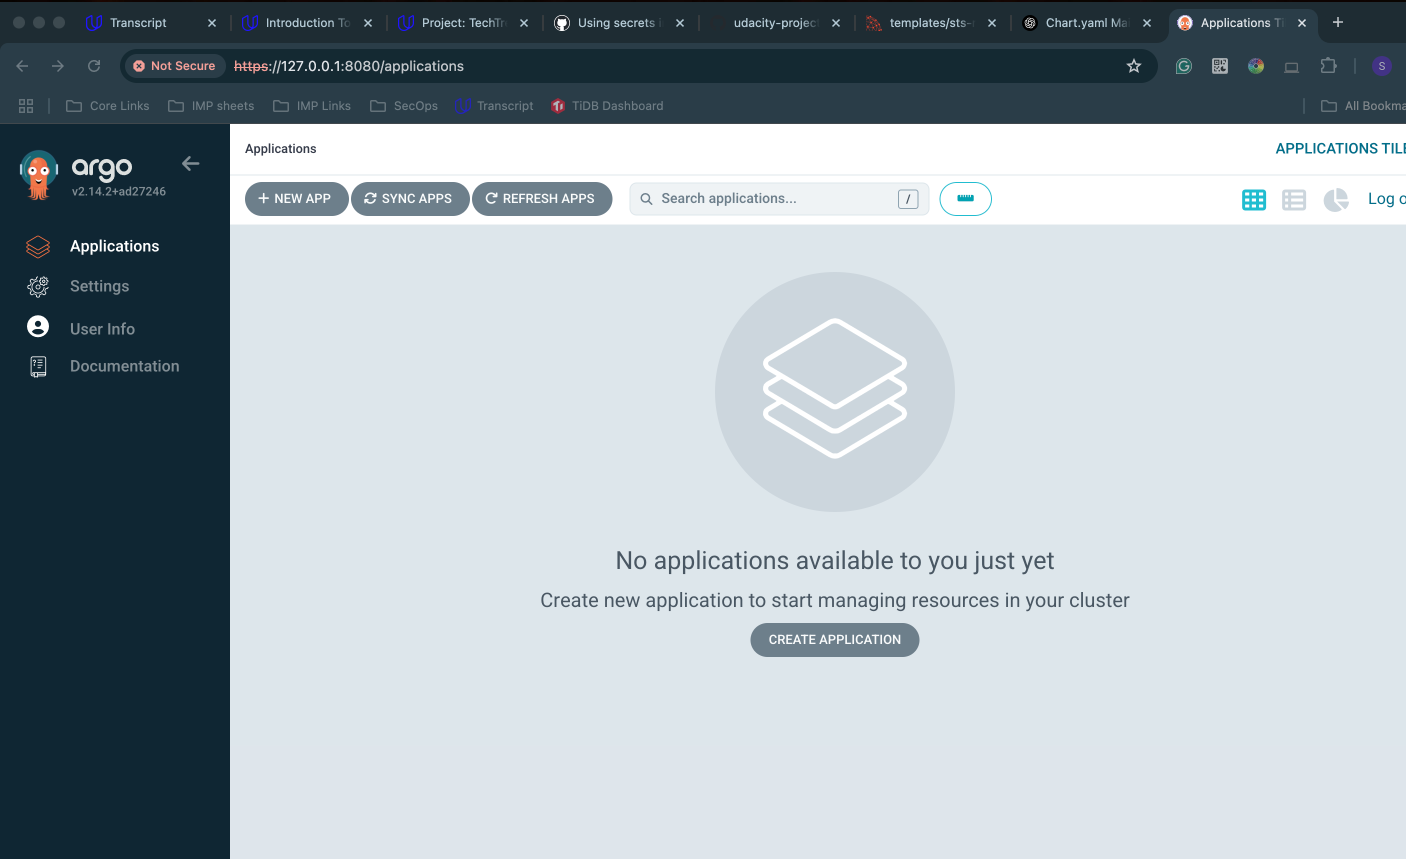 Transcript
Introduction To
Project: TechTr
Using secrets i
udacity-project
templates/sts-
Chart.yaml Ma
Applications Ti
Not Secure
https://127.0.0.1:8080/applications
S
Core Links
IMP sheets
IMP Links
SecOps
Transcript
TiDB Dashboard
All Bookma
argo
v2.14.2+ad27246
Applications
Settings
User Info
Documentation
Applications
APPLICATIONS TILE
NEW APP
SYNC APPS
REFRESH APPS
Search applications...
/
Log o
No applications available to you just yet
Create new application to start managing resources in your cluster
CREATE APPLICATION